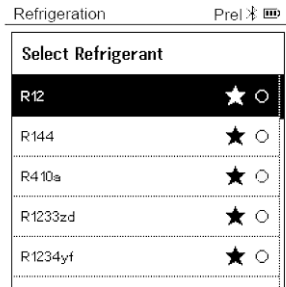 Refrigeration Prel
Select Refrigerant
R12
R144
R410a
R1233zd
R1234yf